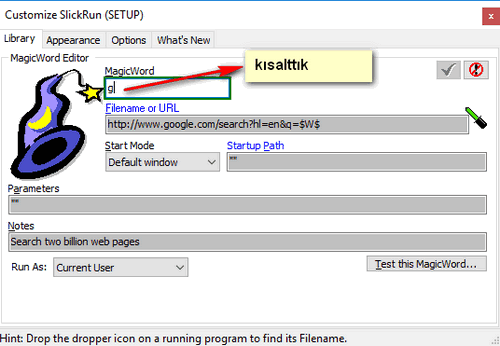 Customize SlickRun (SETUP)
Library Appearance Options What's New
MagicWord Editor
MagicWord
kısalttık
g
Filename or URL
http://www.google.com/search?hl=en&q=$W$
Start Mode Startup Path
Default window ""
Parameters
""
Notes
Search two billion web pages
Run As: Current User Test this MagicWord...
Hint: Drop the dropper icon on a running program to find its Filename.